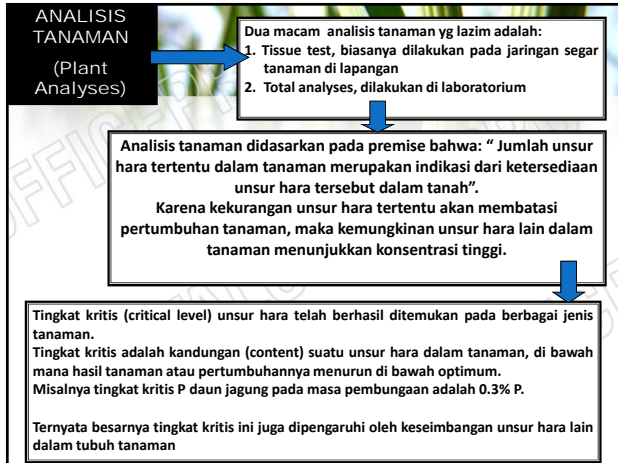 ANALISIS
TANAMAN
(Plant
Analyses)
Dua macam analisis tanaman yg lazim adalah:
1. Tissue test, biasanya dilakukan pada jaringan segar
tanaman di lapangan
2. Total analyses, dilakukan di laboratorium
Analisis tanaman didasarkan pada premise bahwa: “ Jumlah unsur
hara tertentu dalam tanaman merupakan indikasi dari ketersediaan
unsur hara tersebut dalam tanah”.
Karena kekurangan unsur hara tertentu akan membatasi
pertumbuhan tanaman, maka kemungkinan unsur hara lain dalam
tanaman menunjukkan konsentrasi tinggi.
Tingkat kritis (critical level) unsur hara telah berhasil ditemukan pada berbagai jenis
tanaman.
Tingkat kritis adalah kandungan (content) suatu unsur hara dalam tanaman, di bawah
mana hasil tanaman atau pertumbuhannya menurun di bawah optimum.
Misalnya tingkat kritis P daun jagung pada masa pembungaan adalah 0.3% P.
Ternyata besarnya tingkat kritis ini juga dipengaruhi oleh keseimbangan unsur hara lain
dalam tubuh tanaman